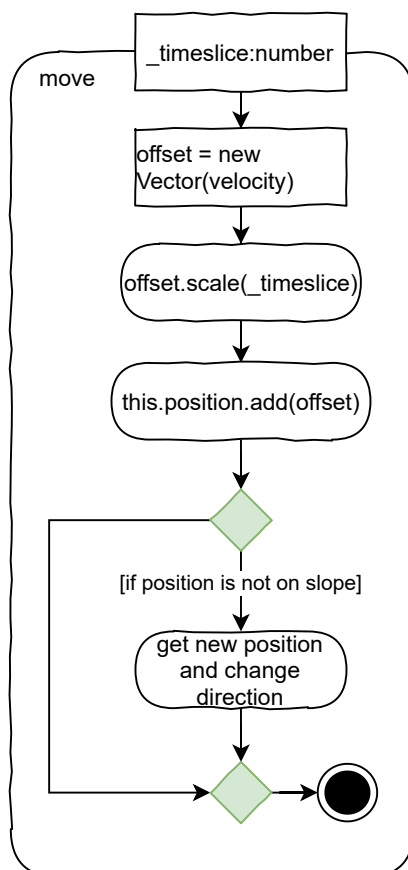 _timeslice:number
move
offset = new
Vector(velocity)
offset.scale(_timeslice)
this.position.add(offset)
[if position is not on slope]
get new position
and change
direction